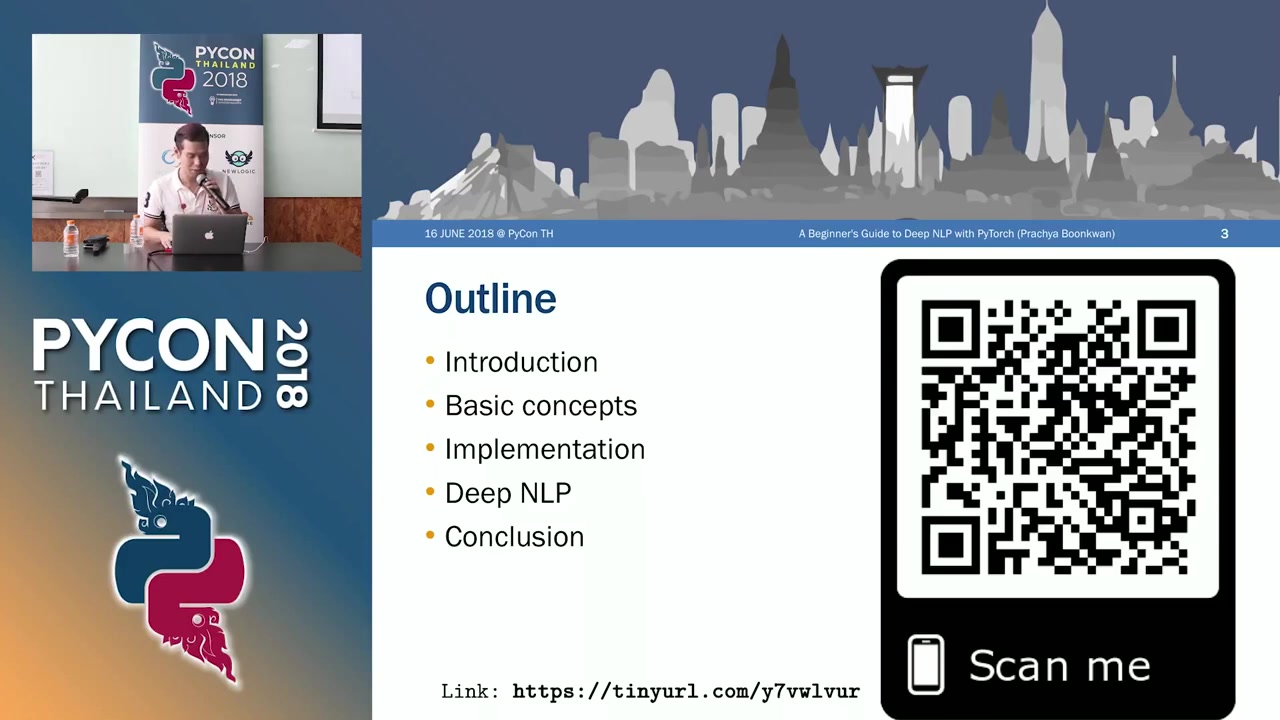 PYCON
THAILAND
2018
NEWLOGIC
PYCON 2018
THAILAND
16 JUNE 2018 @ PyCon TH
A Beginner's Guide to Deep NLP with PyTorch (Prachya Boonkwan)
3
Outline
• Introduction
• Basic concepts
• Implementation
• Deep NLP
• Conclusion
Link: https://tinyurl.com/y7vwlvur
Scan me